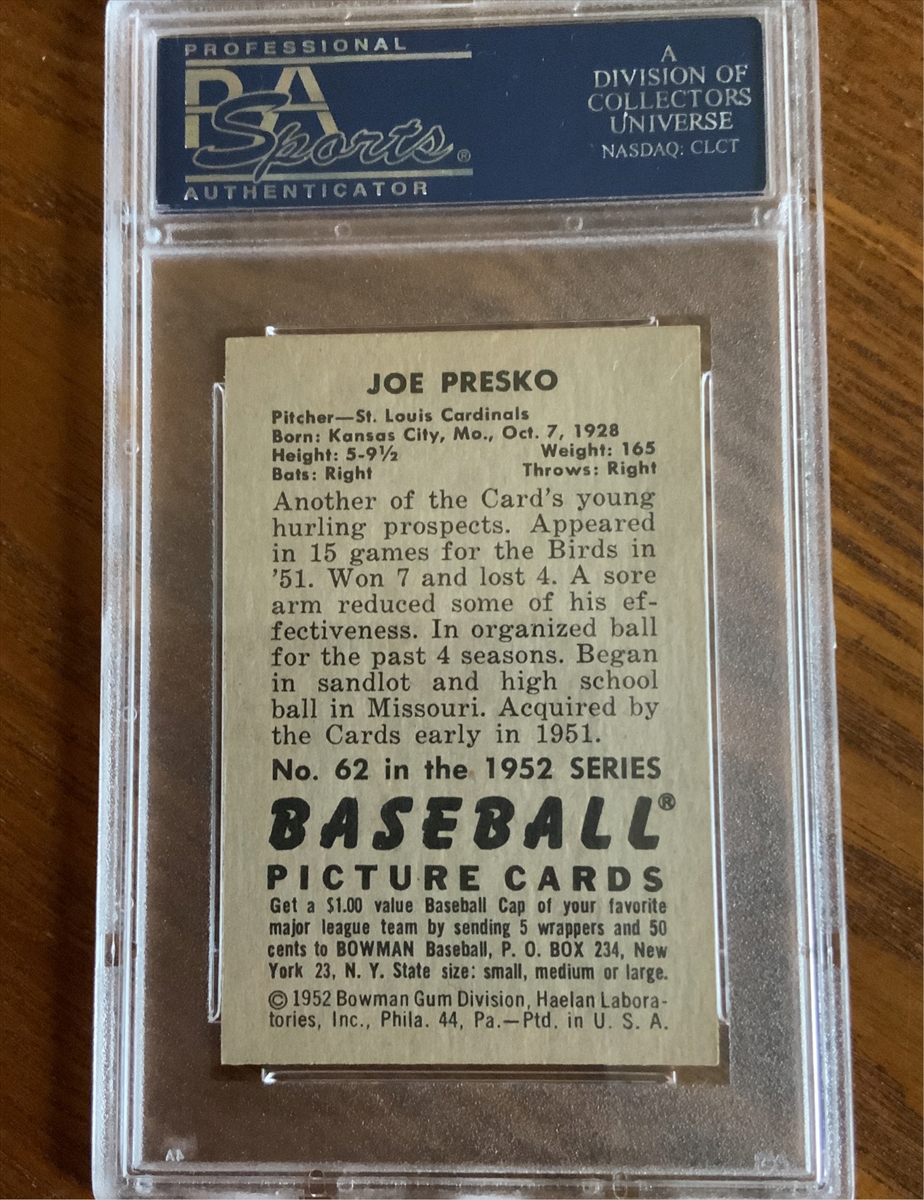 PROFESSIONAL
PSA
Sports®
AUTHENTICATOR
A
DIVISION OF
COLLECTORS
UNIVERSE
NASDAQ: CLCT
JOE PRESKO
Pitcher—St. Louis Cardinals
Born: Kansas City, Mo., Oct. 7, 1928
Height: 5-9½ Weight: 165
Bats: Right Throws: Right
Another of the Card's young
hurling prospects. Appeared
in 15 games for the Birds in
'51. Won 7 and lost 4. A sore
arm reduced some of his ef-
fectiveness. In organized ball
for the past 4 seasons. Began
in sandlot and high school
ball in Missouri. Acquired by
the Cards early in 1951.
No. 62 in the 1952 SERIES
BASEBALL®
PICTURE CARDS
Get a $1.00 value Baseball Cap of your favorite
major league team by sending 5 wrappers and 50
cents to BOWMAN Baseball, P. O. BOX 234, New
York 23, N. Y. State size: small, medium or large.
© 1952 Bowman Gum Division, Haelan Labora-
tories, Inc., Phila. 44, Pa.—Ptd. in U. S. A.